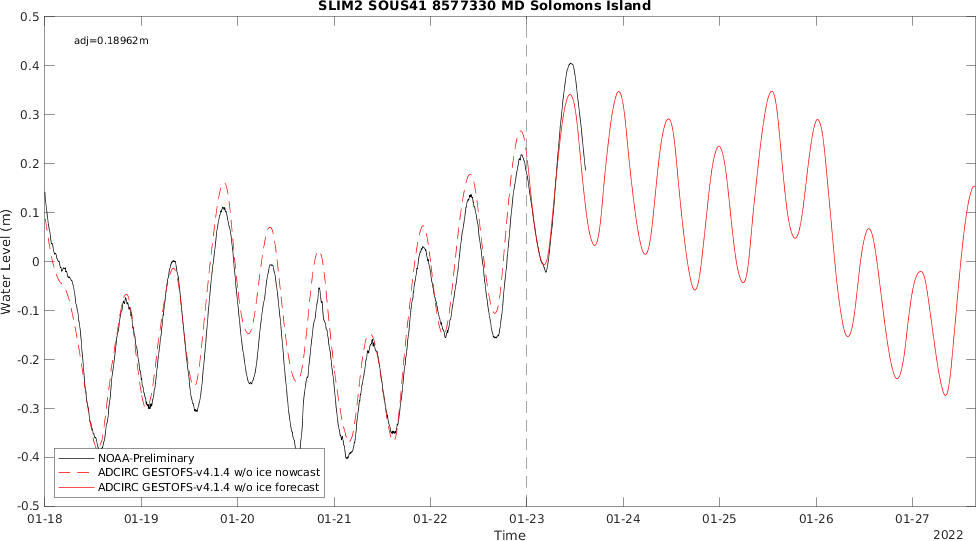 SLIM2 SOUS41 8577330 MD Solomons Island
0.5
adj=0.18962m
0.4
0.3
0.2
0.1
0
-0.1
-0.2
-0.3
-0.4
-0.5
Water Level (m)
NOAA-Preliminary
ADCIRC GESTOFS-v4.1.4 w/o ice nowcast
ADCIRC GESTOFS-v4.1.4 w/o ice forecast
01-18 01-19 01-20 01-21 01-22 01-23 01-24 01-25 01-26 01-27
Time
2022